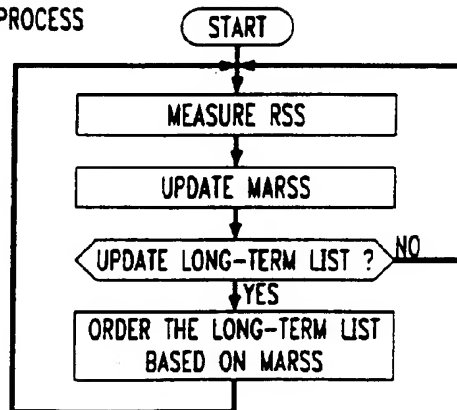 PROCESS
START
MEASURE RSS
UPDATE MARSS
UPDATE LONG-TERM LIST ?
NO
YES
ORDER THE LONG-TERM LIST
BASED ON MARSS